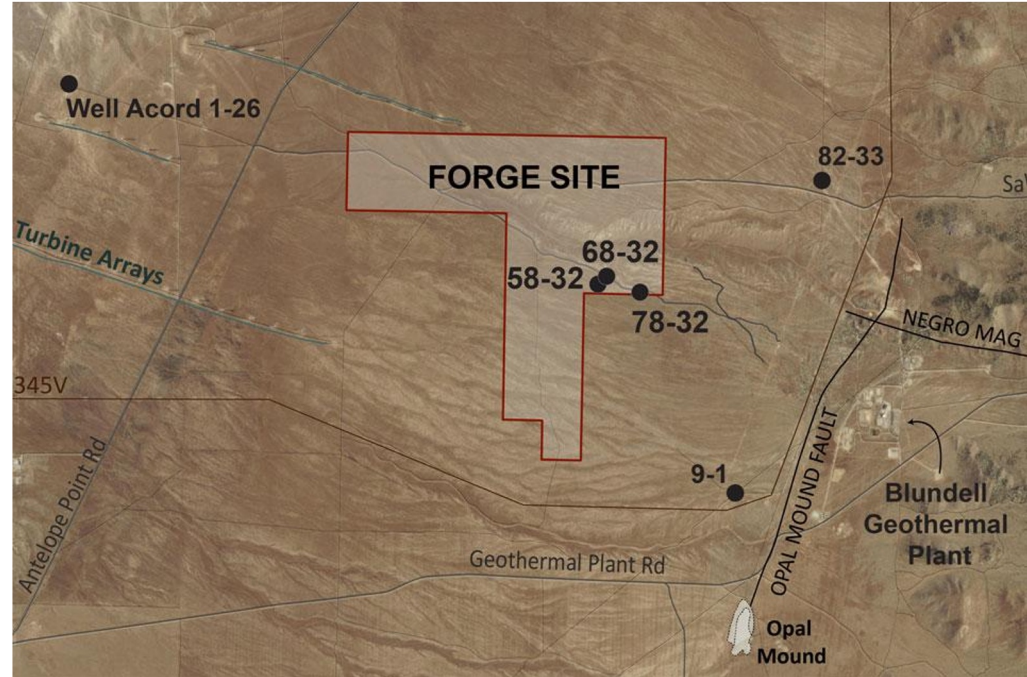 Well Acord 1-26
FORGE SITE
82-33
Turbine Arrays
68-32
58-32
78-32
NEGRO MAG
345V
Antelope Point Rd
9-1
OPAL MOUND FAULT
Blundell
Geothermal
Plant
Geothermal Plant Rd
Opal
Mound